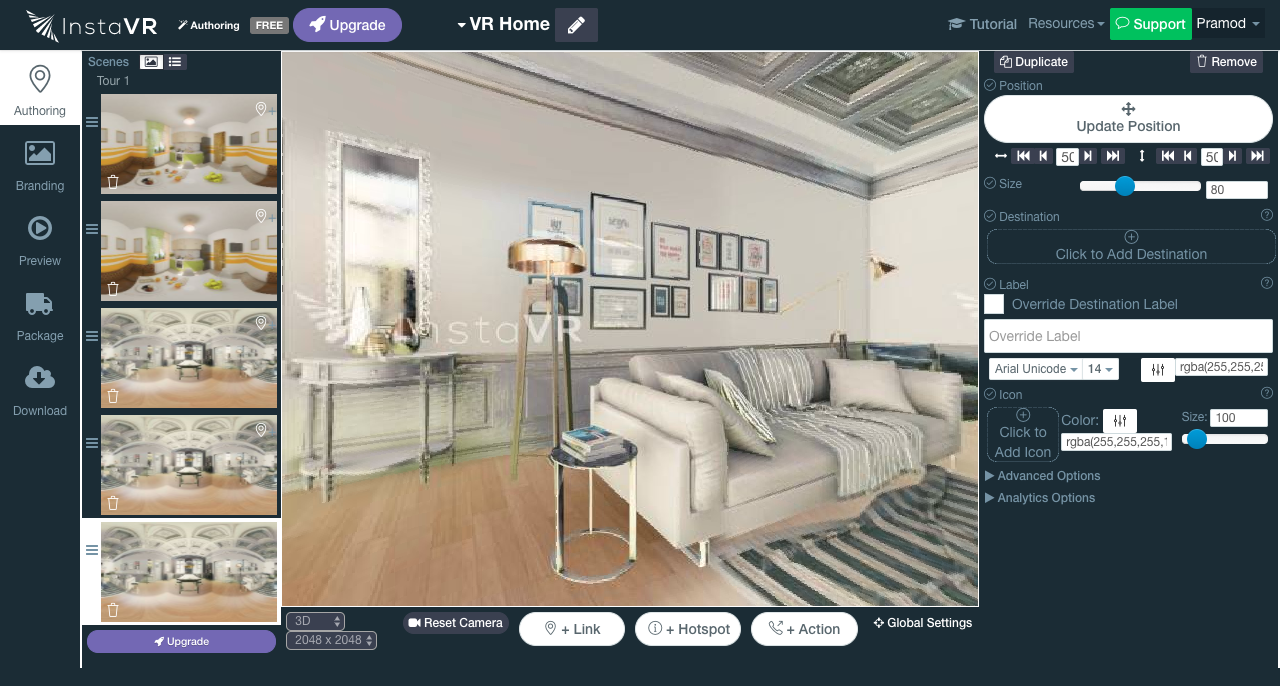 InstaVR
Authoring
FREE
Upgrade
VR Home
Tutorial
Resources
Support
Pramod
Authoring
Branding
Preview
Package
Download
Scenes
Tour 1
Upgrade
InstaVR
3D
2048 x 2048
Reset Camera
+ Link
+ Hotspot
+ Action
Global Settings
Duplicate
Remove
Position
Update Position
50
50
Size
80
Destination
Click to Add Destination
Label
Override Destination Label
Override Label
Arial Unicode
14
rgba(255,255,25
Icon
Click to
Add Icon
Color:
rgba(255,255,255,1
Size:
100
Advanced Options
Analytics Options